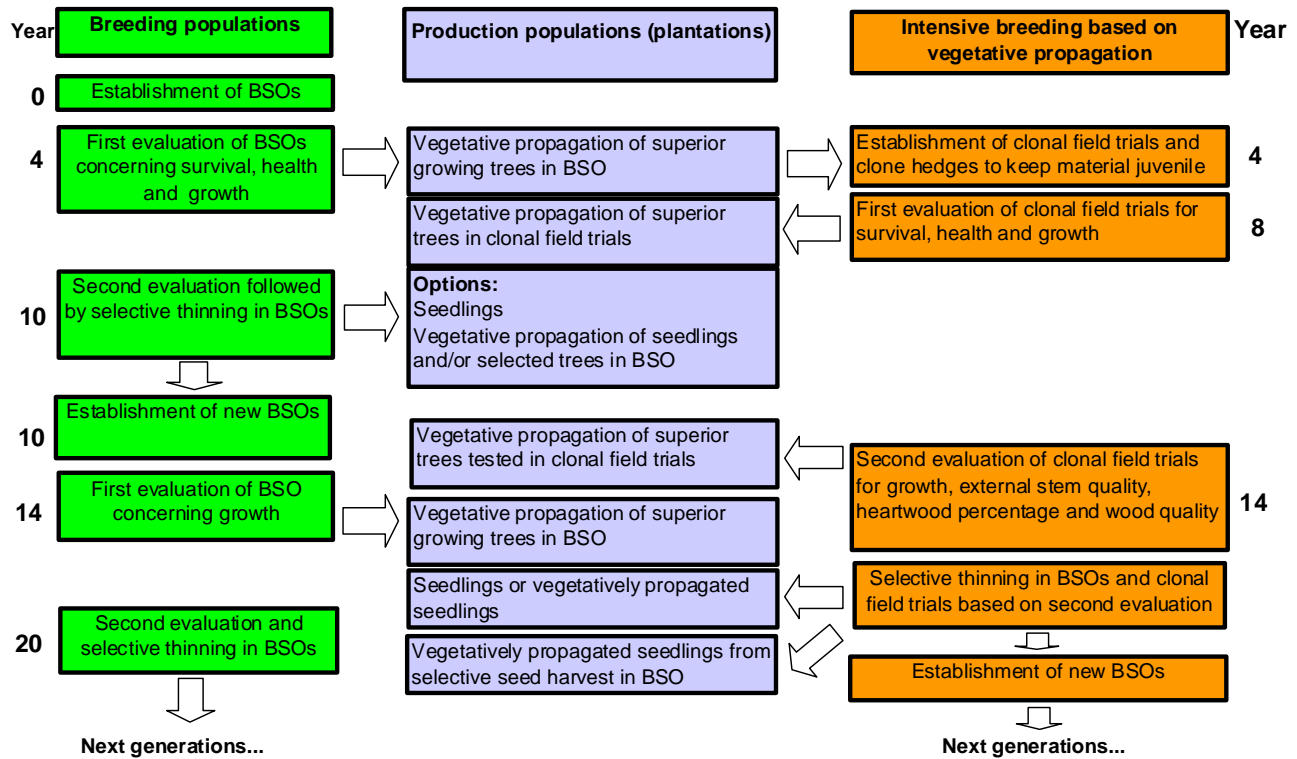 Year
Breeding populations
Production populations (plantations)
Intensive breeding based on
vegetative propagation
Year
0
Establishment of BSOs
4
First evaluation of BSOs
concerning survival, health
and growth
Vegetative propagation of superior
growing trees in BSO
Establishment of clonal field trials and
clone hedges to keep material juvenile
4
Vegetative propagation of superior
trees in clonal field trials
First evaluation of clonal field trials for
survival, health and growth
8
10
Second evaluation followed
by selective thinning in BSOs
Options:
Seedlings
Vegetative propagation of seedlings
and/or selected trees in BSO
10
Establishment of new BSOs
Vegetative propagation of superior
trees tested in clonal field trials
Second evaluation of clonal field trials
for growth, external stem quality,
heartwood percentage and wood quality
14
14
First evaluation of BSO
concerning growth
Vegetative propagation of superior
growing trees in BSO
Seedlings or vegetatively propagated
seedlings
Selective thinning in BSOs and clonal
field trials based on second evaluation
20
Second evaluation and
selective thinning in BSOs
Vegetatively propagated seedlings from
selective seed harvest in BSO
Establishment of new BSOs
Next generations...
Next generations...